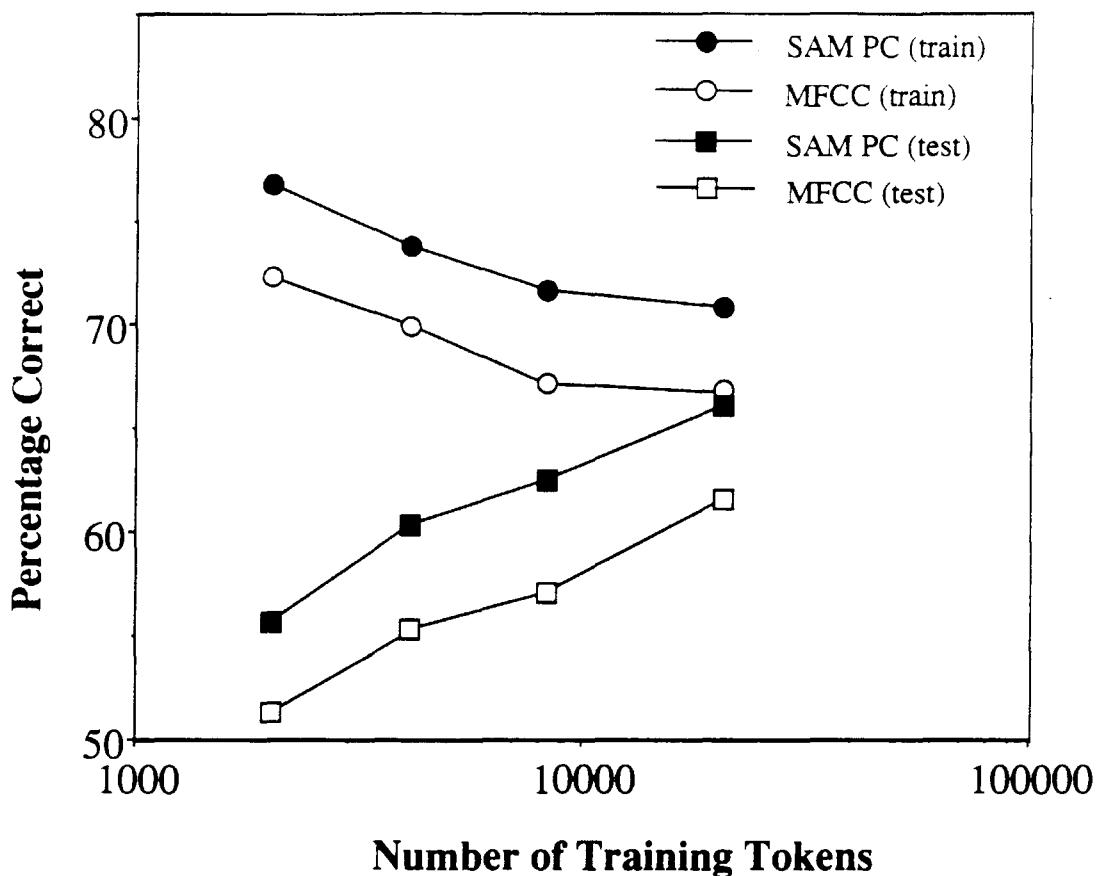 SAM PC (train)
MFCC (train)
SAM PC (test)
MFCC (test)
80
70
60
50
1000
10000
100000
Percentage Correct
Number of Training Tokens